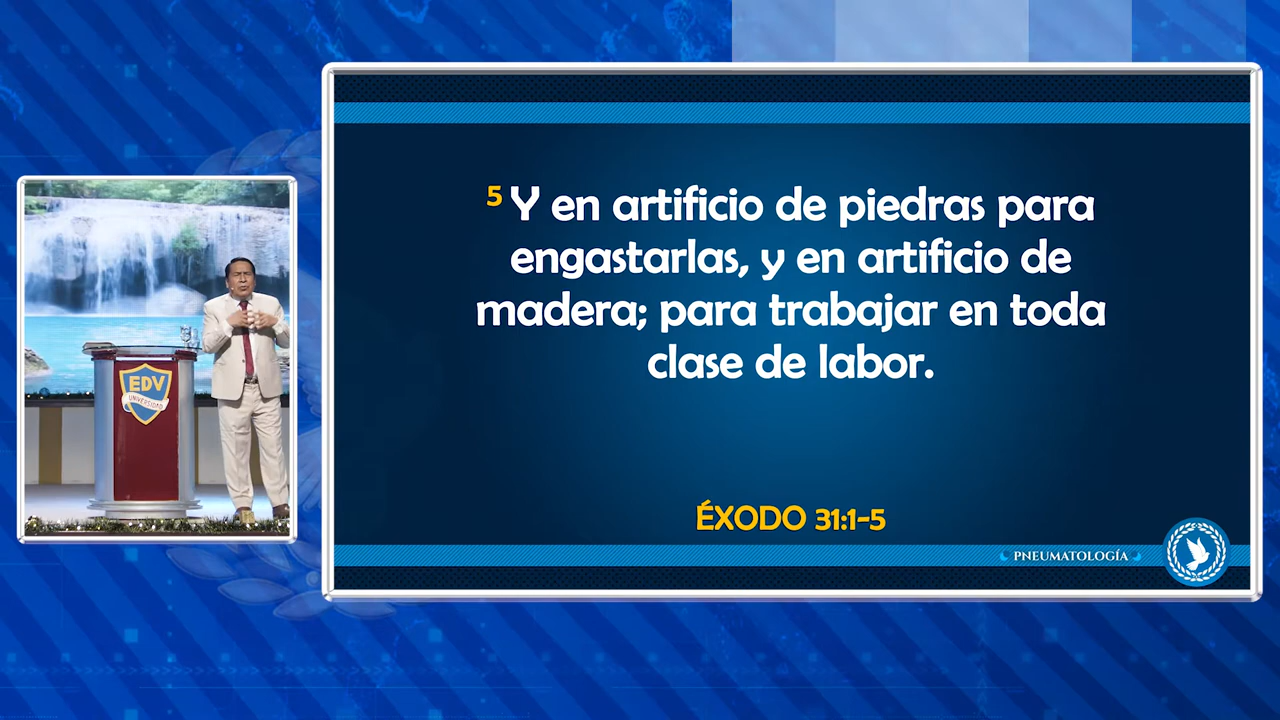 EDV
UNIVERSIDAD
5 Y en artificio de piedras para
engastarlas, y en artificio de
madera; para trabajar en toda
clase de labor.
ÉXODO 31:1-5
PNEUMATOLOGÍA